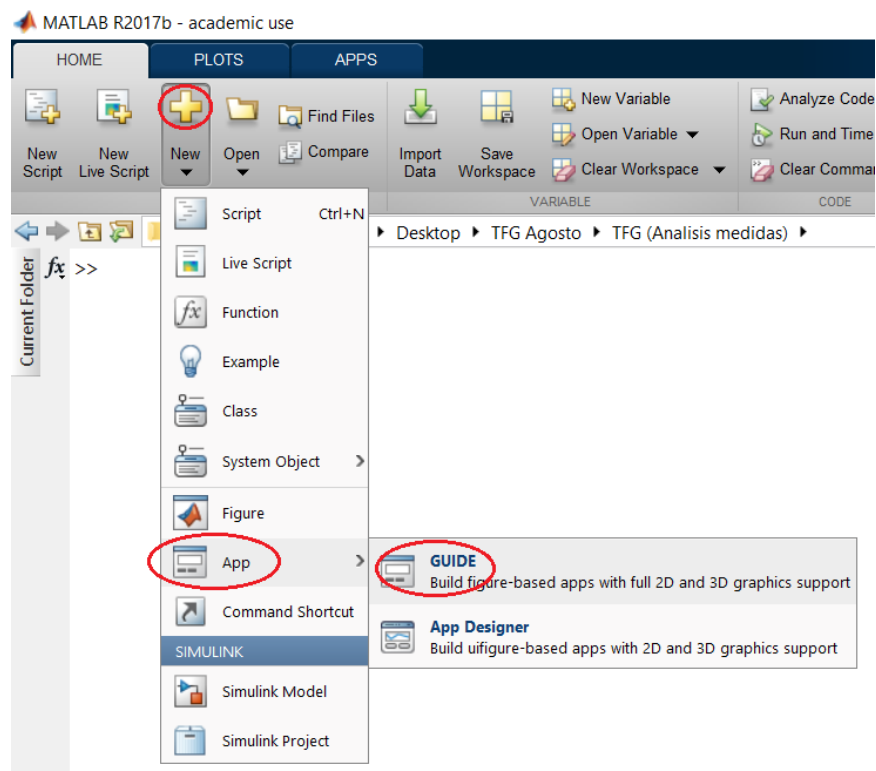 MATLAB R2017b - academic use
HOME PLOTS APPS
New Script
New Live Script
New
Open
Find Files
Compare
Import Data
Save Workspace
New Variable
Open Variable
Clear Workspace
Analyze Code
Run and Time
Clear Comma
VARIABLE
CODE
Desktop TFG Agosto TFG (Analisis medidas)
Current Folder
fx >>
Script Ctrl+N
Live Script
fx Function
Example
Class
System Object
Figure
App
GUIDE
Build figure-based apps with full 2D and 3D graphics support
App Designer
Build uifigure-based apps with 2D and 3D graphics support
Command Shortcut
SIMULINK
Simulink Model
Simulink Project